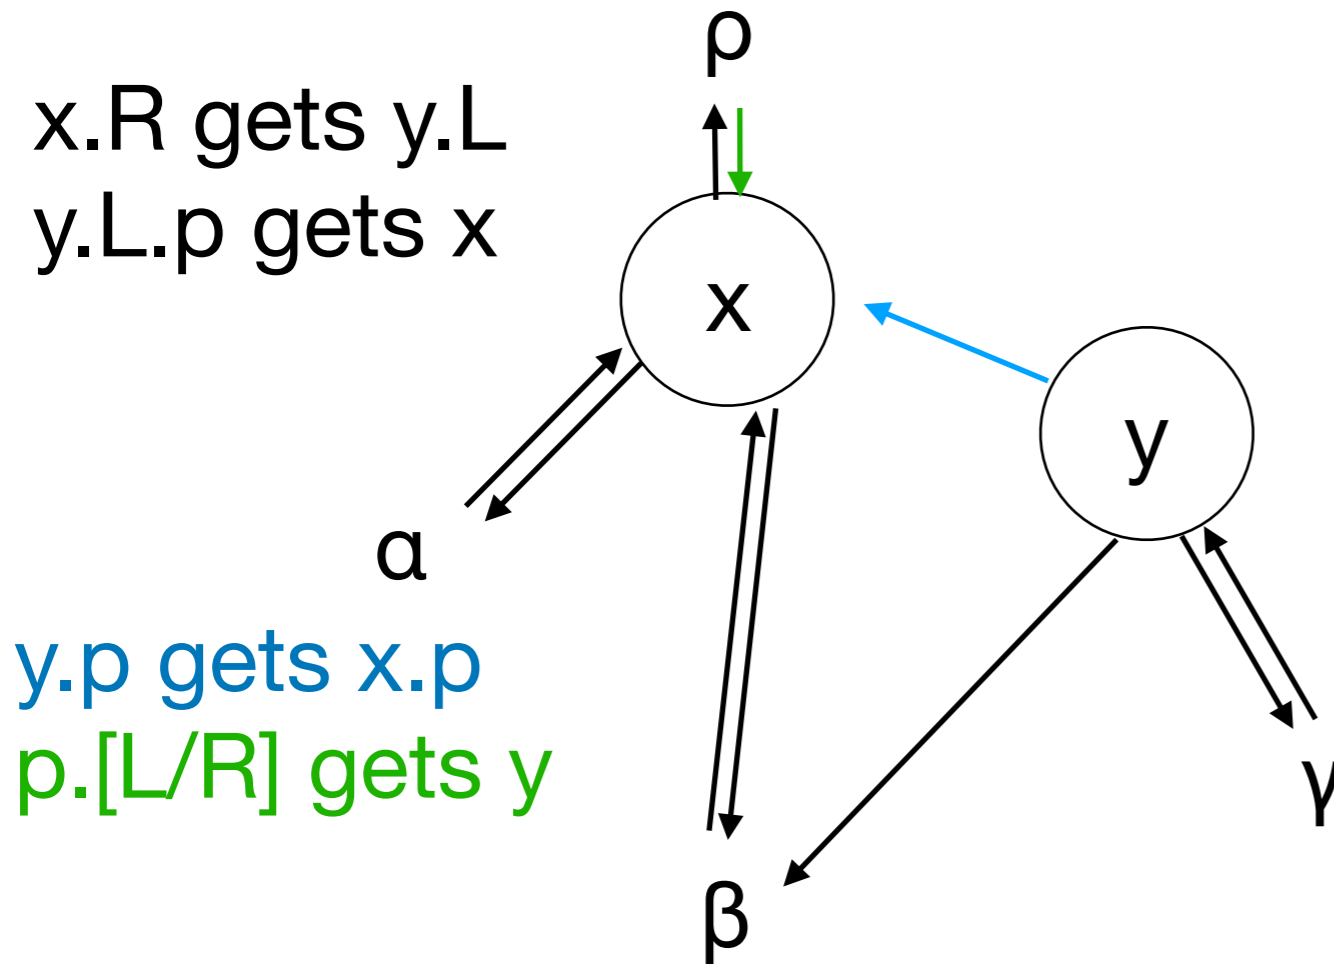 ρ
x.R gets y.L
y.L.p gets x
x
y
α
y.p gets x.p
p.[L/R] gets y
γ
β